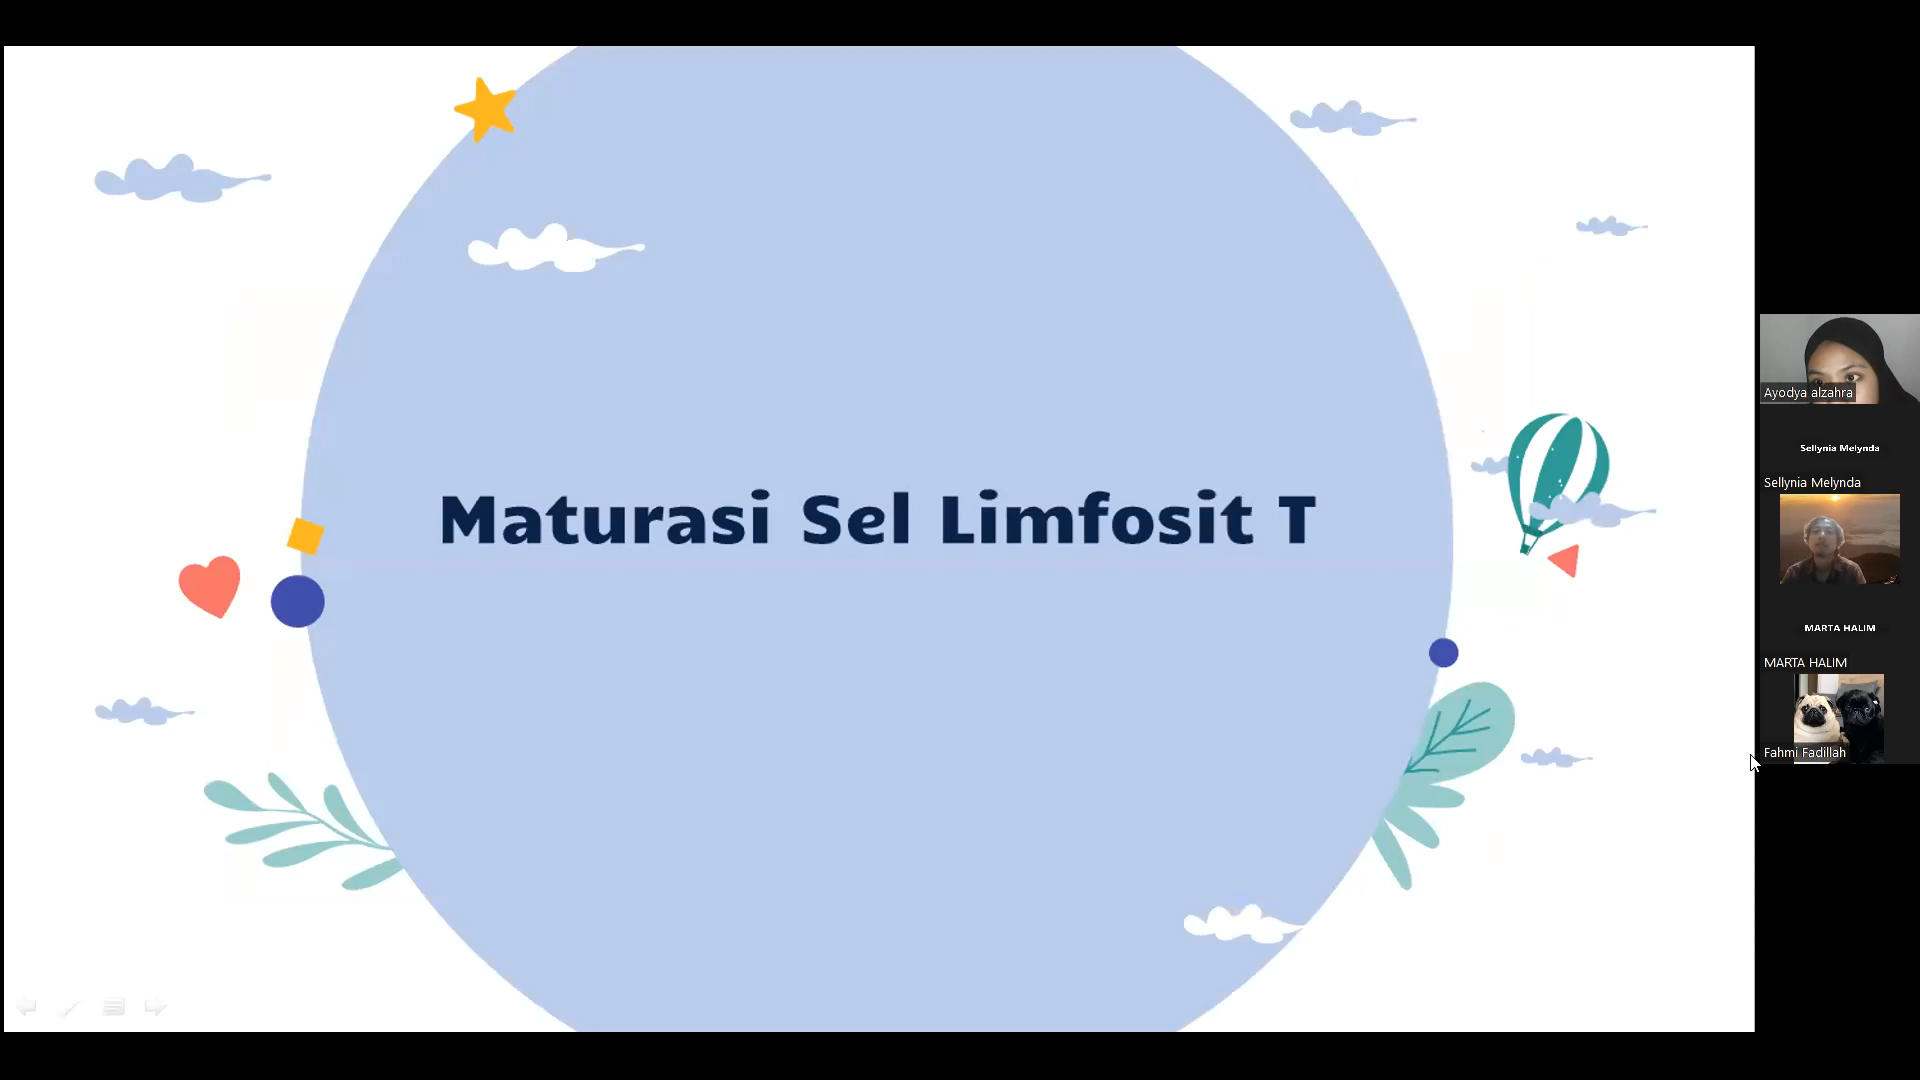 Maturasi Sel Limfosit T
Ayodya alzahra
Sellynia Melynda
Sellynia Melynda
MARTA HALIM
MARTA HALIM
Fahmi Fadillah